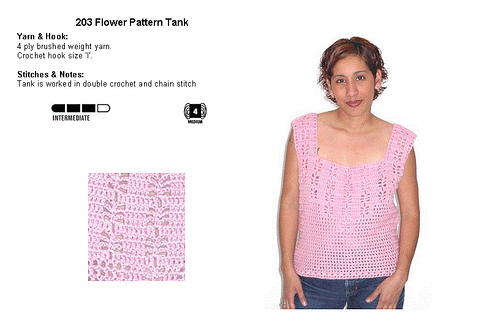 203 Flower Pattern Tank
Yarn & Hook:
4 ply brushed weight yarn.
Crochet hook size 'I'.
Stitches & Notes:
Tank is worked in double crochet and chain stitch
INTERMEDIATE
4
MEDIUM